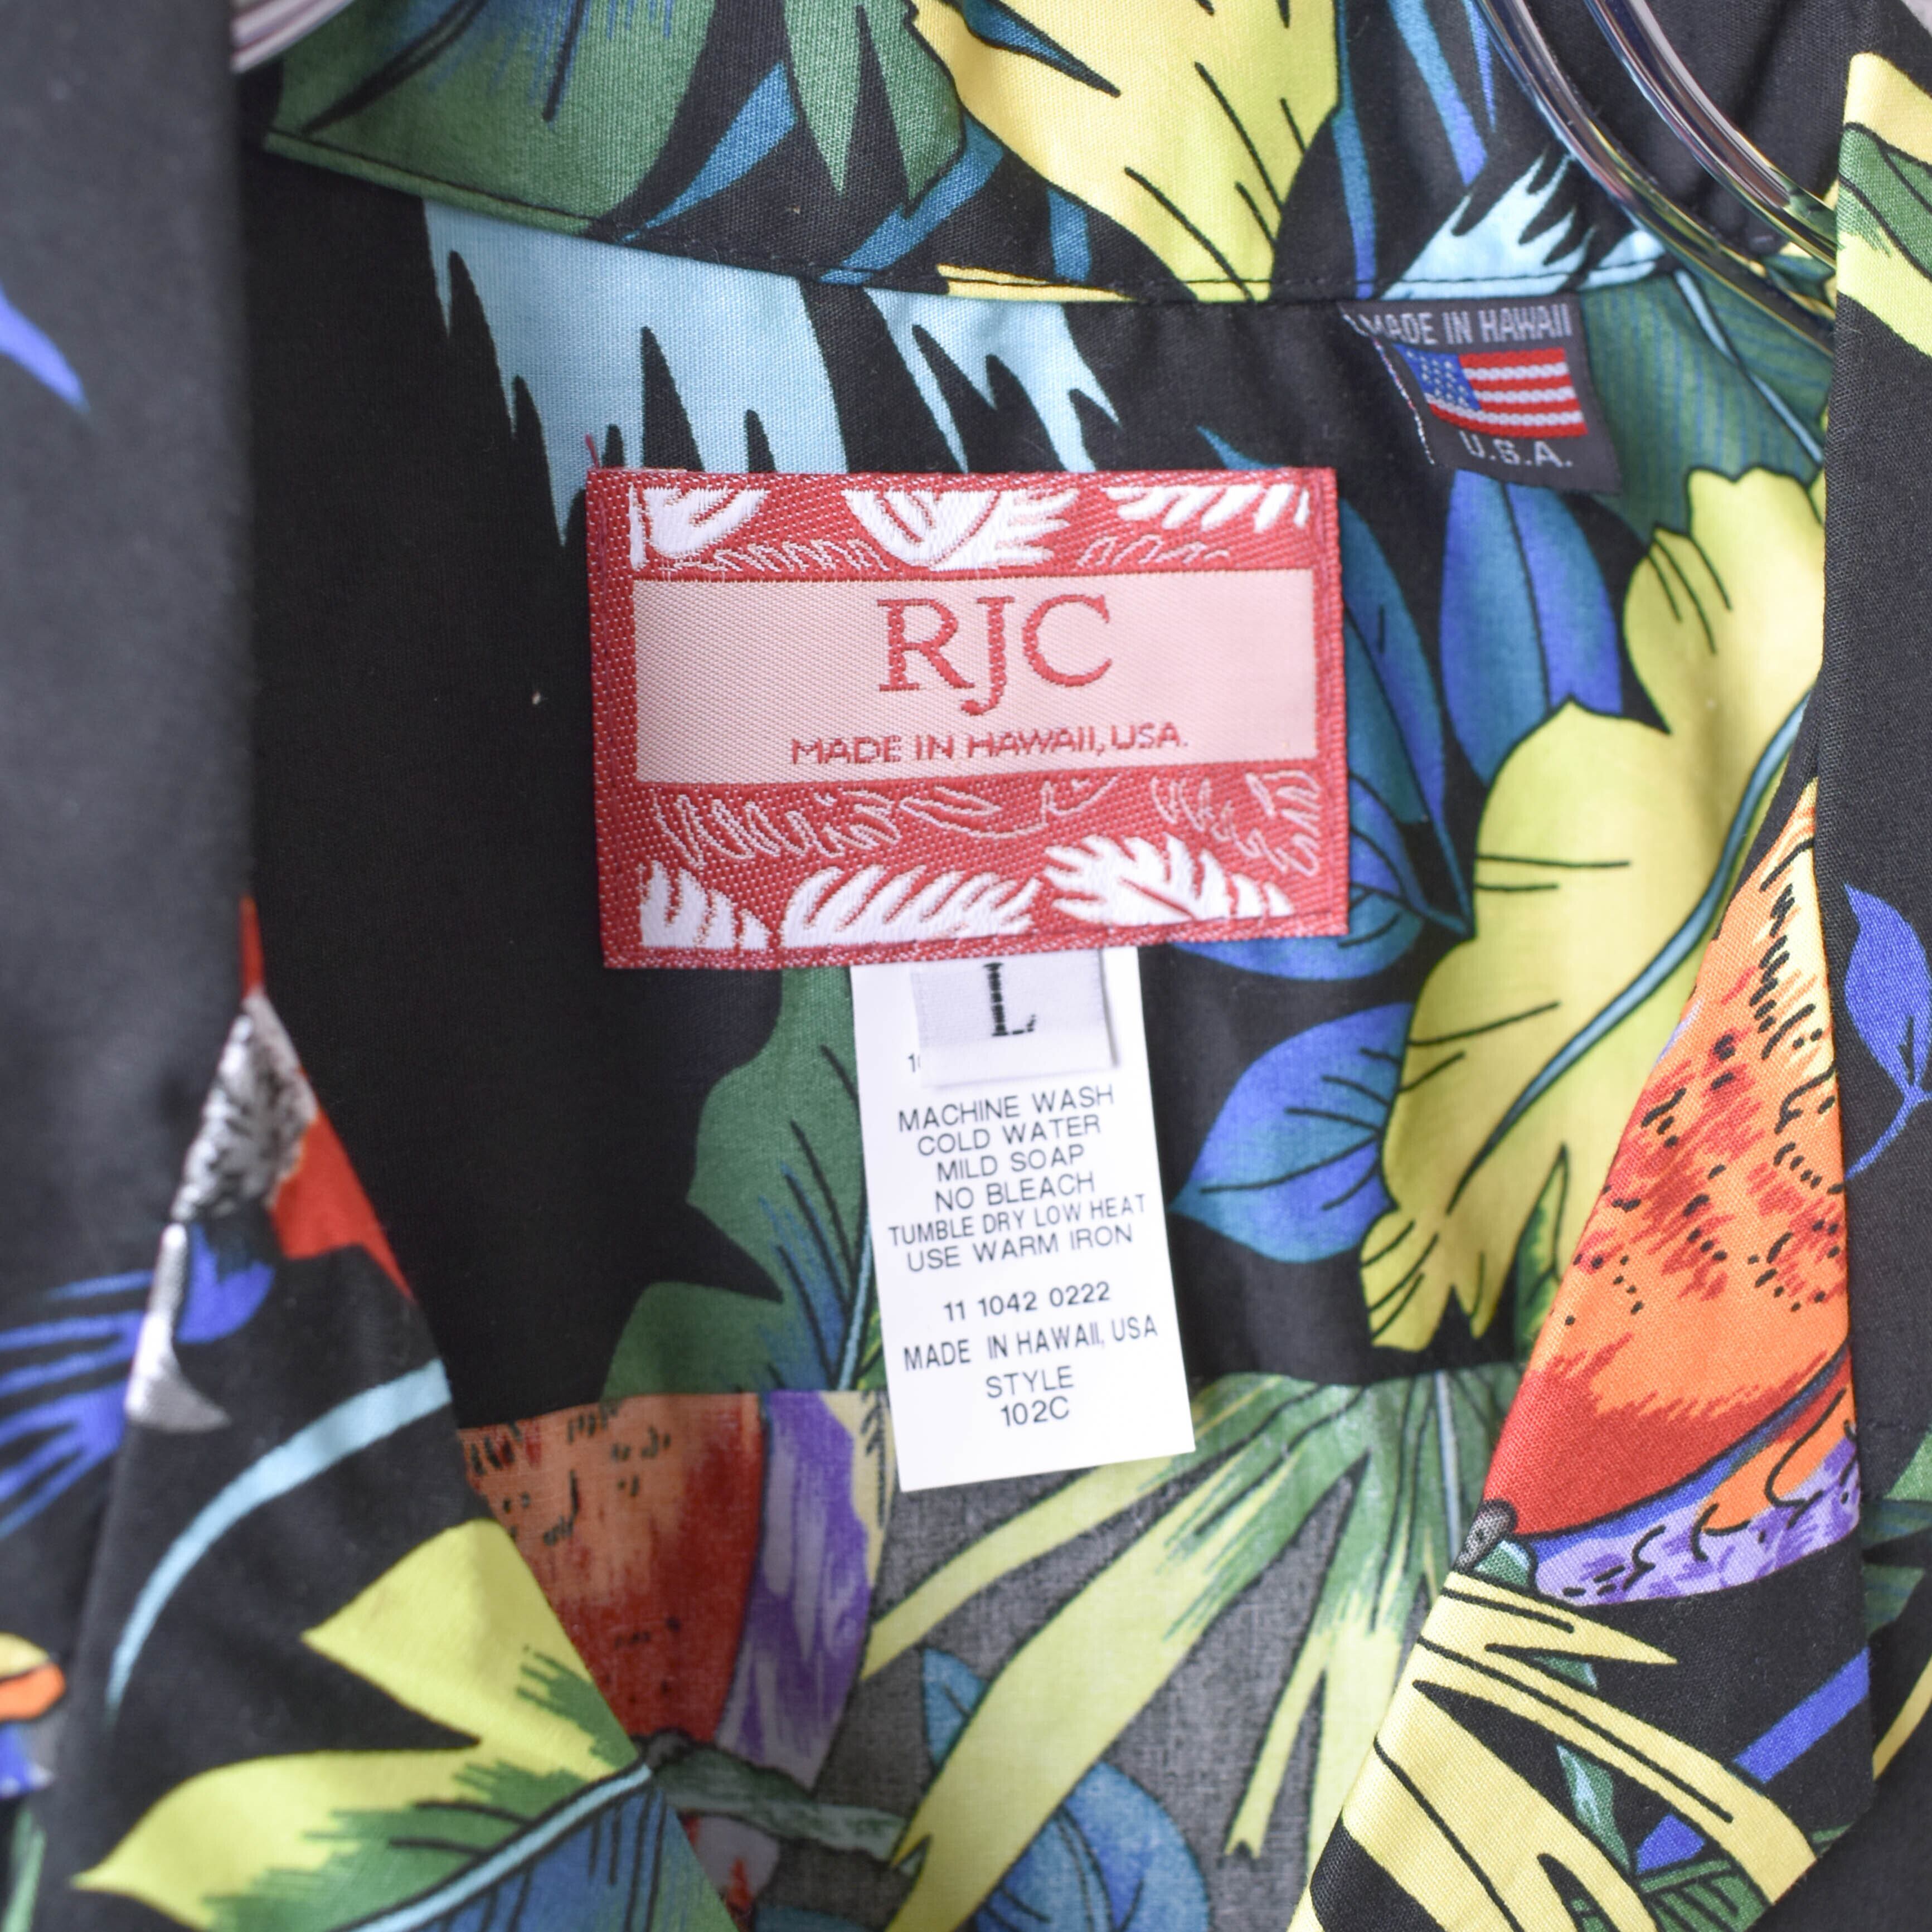 MADE IN HAWAII
U.S.A.
RJC
MADE IN HAWAII, USA.
L
MACHINE WASH
COLD WATER
MILD SOAP
NO BLEACH
TUMBLE DRY LOW HEAT
USE WARM IRON
11 1042 0222
MADE IN HAWAII, USA
STYLE
102C